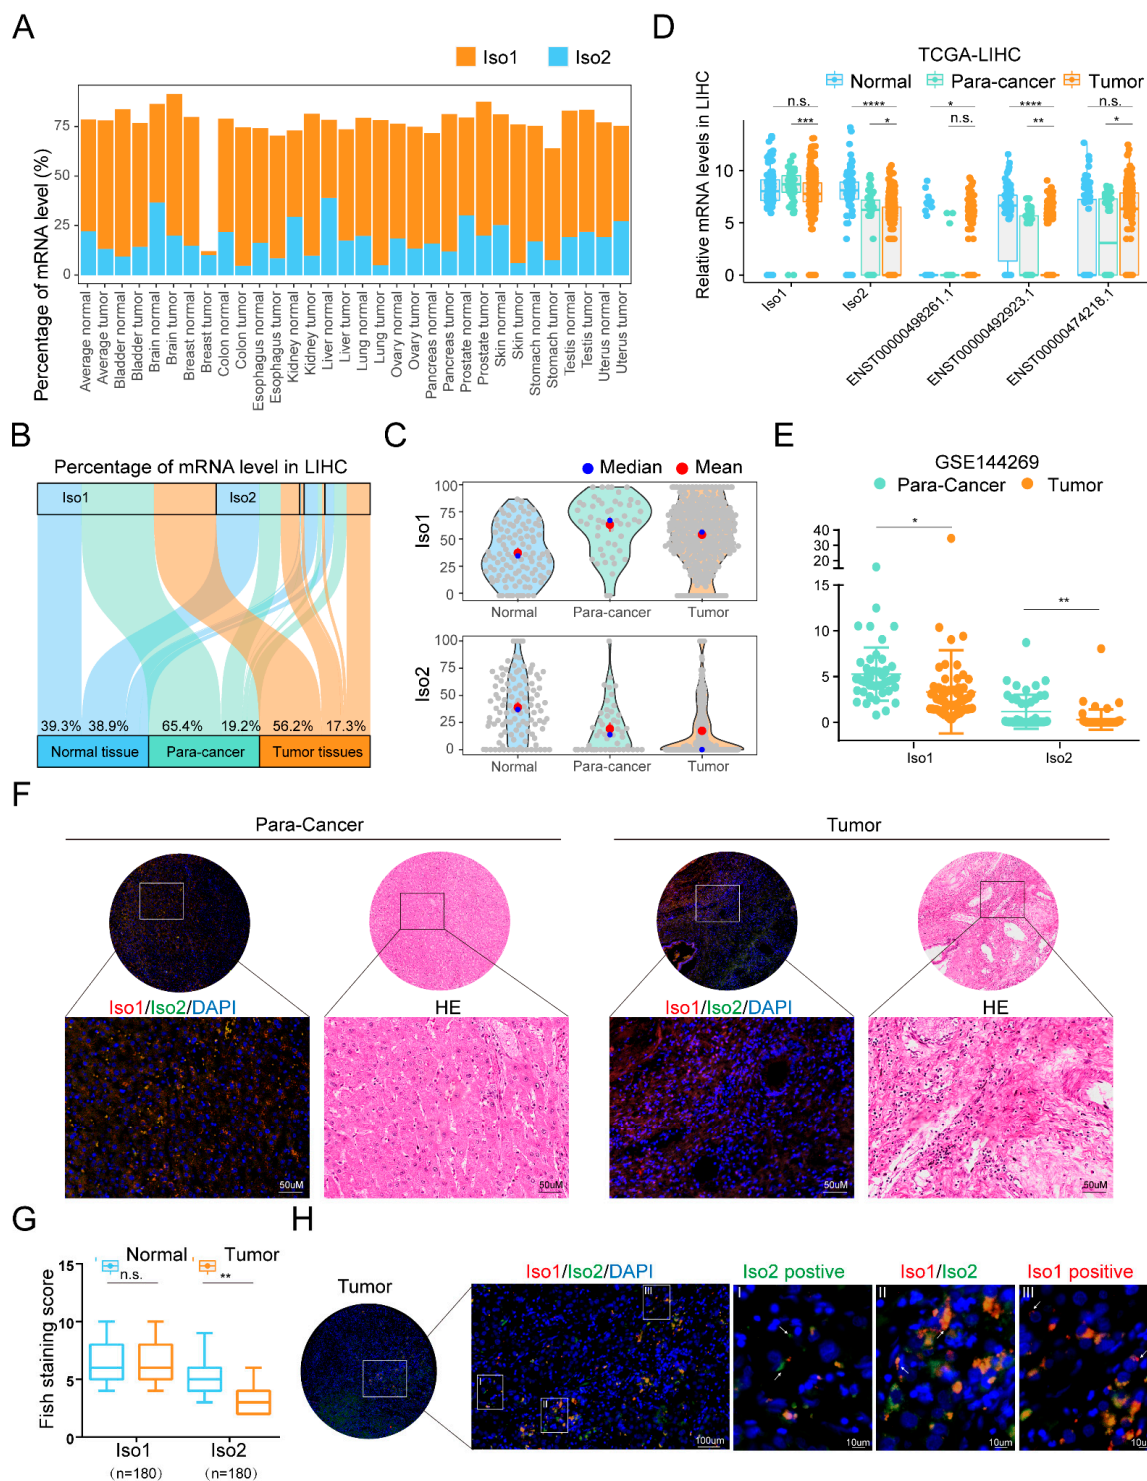 A
Iso1
Iso2
Percentage of mRNA level (%)
75
50
25
0
Average normal
Average tumor
Bladder normal
Bladder tumor
Brain normal
Brain tumor
Breast normal
Breast tumor
Colon normal
Colon tumor
Esophagus normal
Esophagus tumor
Kidney normal
Kidney tumor
Liver normal
Liver tumor
Lung normal
Lung tumor
Ovary normal
Ovary tumor
Pancreas normal
Pancreas tumor
Prostate normal
Prostate tumor
Skin normal
Skin tumor
Stomach normal
Stomach tumor
Testis normal
Testis tumor
Uterus normal
Uterus tumor
D
TCGA-LIHC
Normal
Para-cancer
Tumor
n.s. **** * **** n.s.
*** * n.s. ** *
Relative mRNA levels in LIHC
10
5
0
Iso1
Iso2
ENST00000498261.1
ENST00000492923.1
ENST00000474218.1
B
Percentage of mRNA level in LIHC
Iso1
Iso2
39.3% 38.9% 65.4% 19.2% 56.2% 17.3%
Normal tissue
Para-cancer
Tumor tissues
C
Median
Mean
Iso1
100
75
50
25
0
Normal
Para-cancer
Tumor
Iso2
100
75
50
25
0
Normal
Para-cancer
Tumor
E
GSE144269
Para-Cancer
Tumor
*
**
40
30
20
15
10
5
0
Iso1
Iso2
F
Para-Cancer
Tumor
Iso1/Iso2/DAPI
HE
Iso1/Iso2/DAPI
HE
50uM
50uM
50uM
50uM
G
Normal
Tumor
n.s.
**
Fish staining score
15
10
5
0
Iso1
Iso2
(n=180)
(n=180)
H
Tumor
Iso1/Iso2/DAPI
Iso2 postive
Iso1/Iso2
Iso1 positive
I
II
III
100um
I
10um
II
10um
III
10um